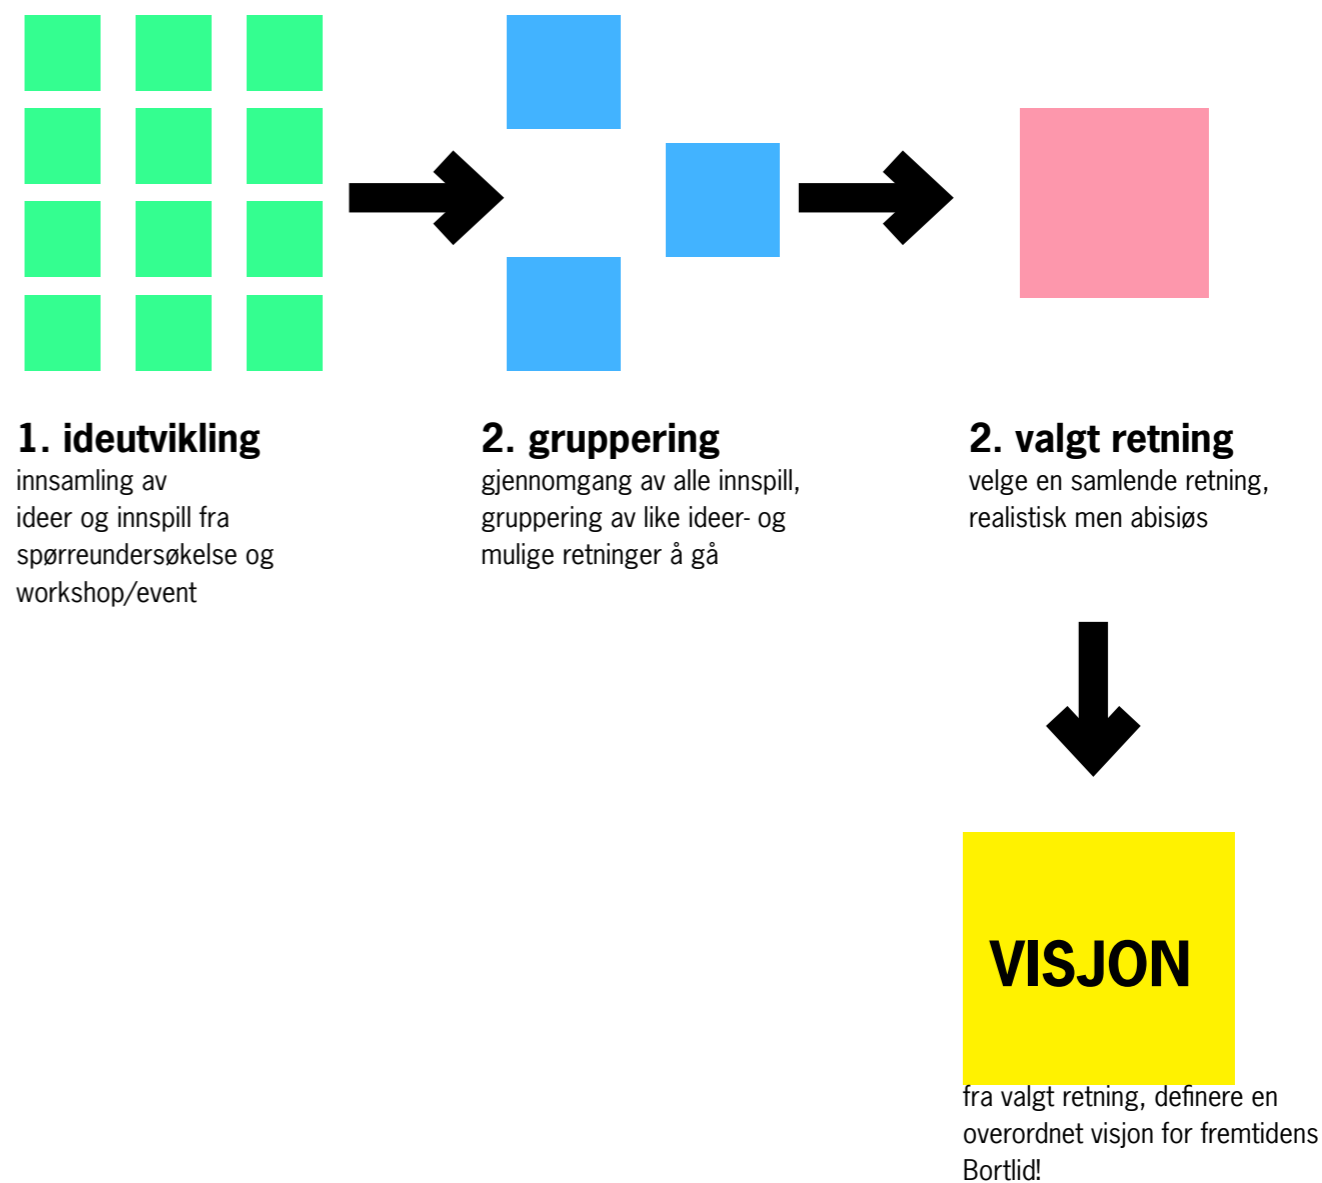 1. ideutvikling
innsamling av
ideer og innspill fra
spørreundersøkelse og
workshop/event
2. gruppering
gjennomgang av alle innspill,
gruppering av like ideer- og
mulige retninger å gå
2. valgt retning
velge en samlende retning,
realistisk men abisiøs
VISJON
fra valgt retning, definere en
overordnet visjon for fremtidens
Bortlid!